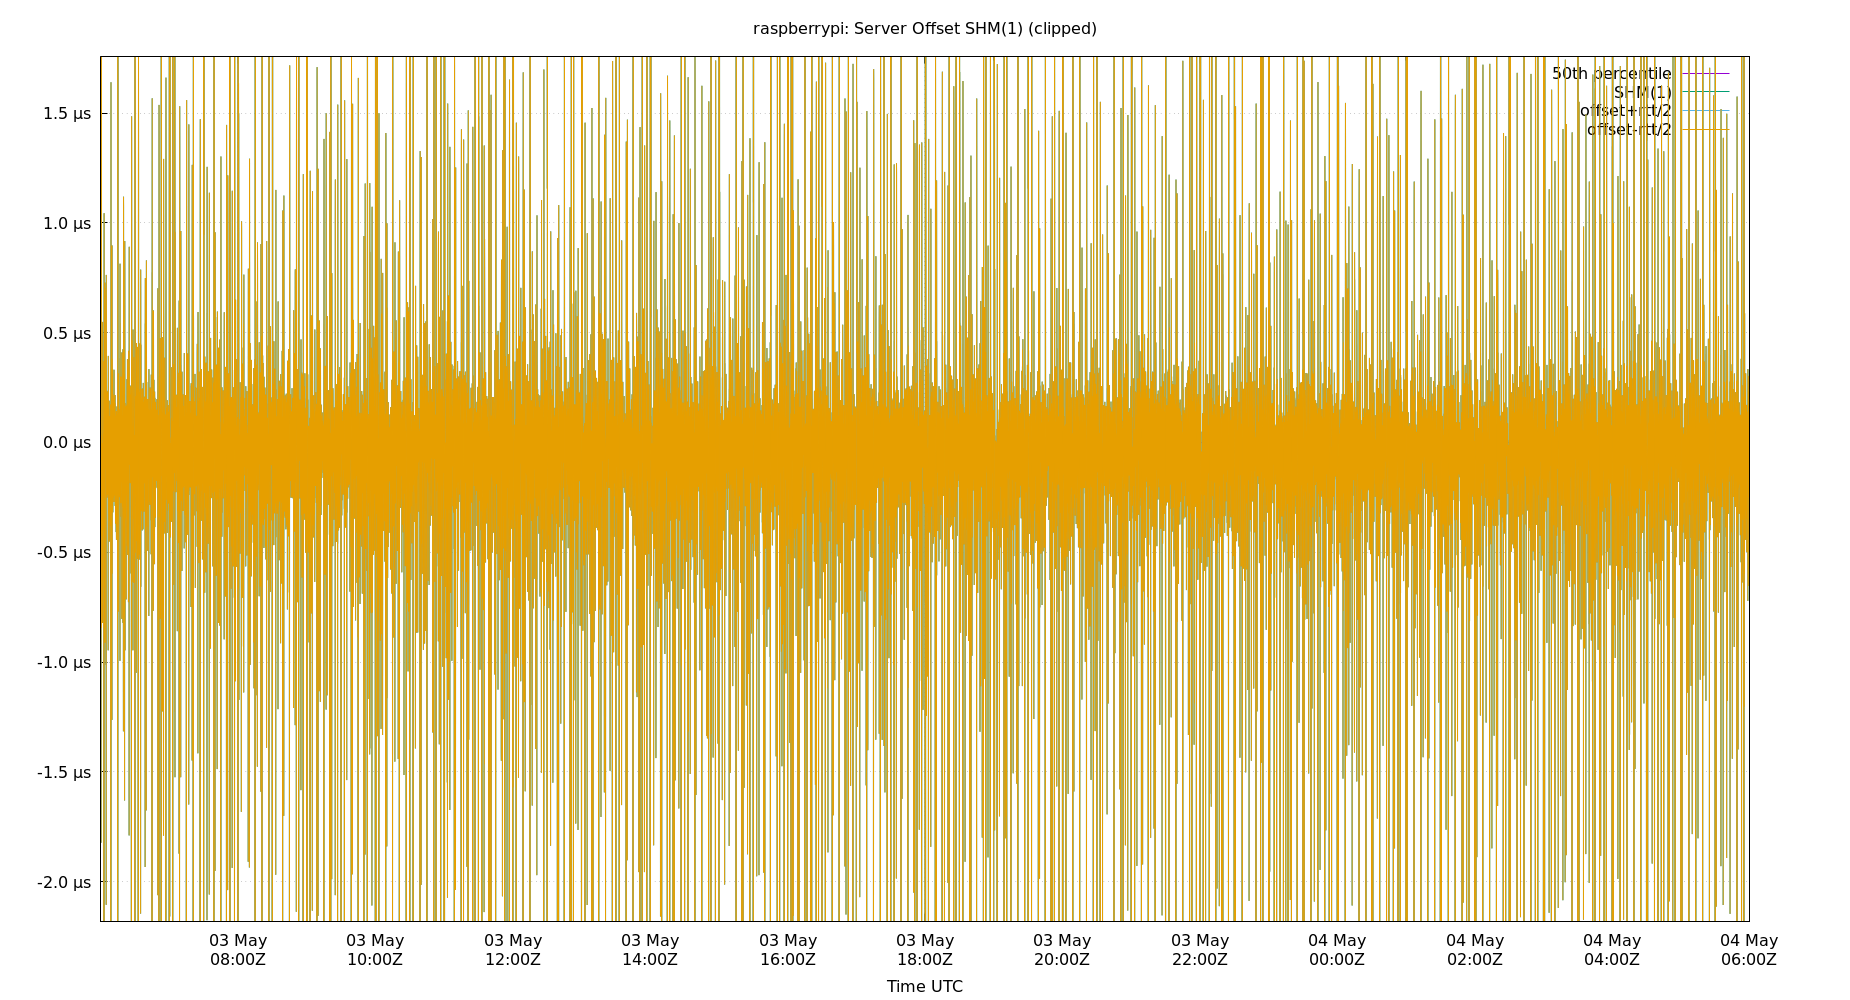 raspberrypi: Server Offset SHM(1) (clipped)
50th percentile
SHM(1)
offset+rtt/2
offset-rtt/2
1.5 µs
1.0 µs
0.5 µs
0.0 µs
-0.5 µs
-1.0 µs
-1.5 µs
-2.0 µs
03 May 03 May 03 May 03 May 03 May 03 May 03 May 03 May 04 May 04 May 04 May 04 May
08:00Z 10:00Z 12:00Z 14:00Z 16:00Z 18:00Z 20:00Z 22:00Z 00:00Z 02:00Z 04:00Z 06:00Z
Time UTC